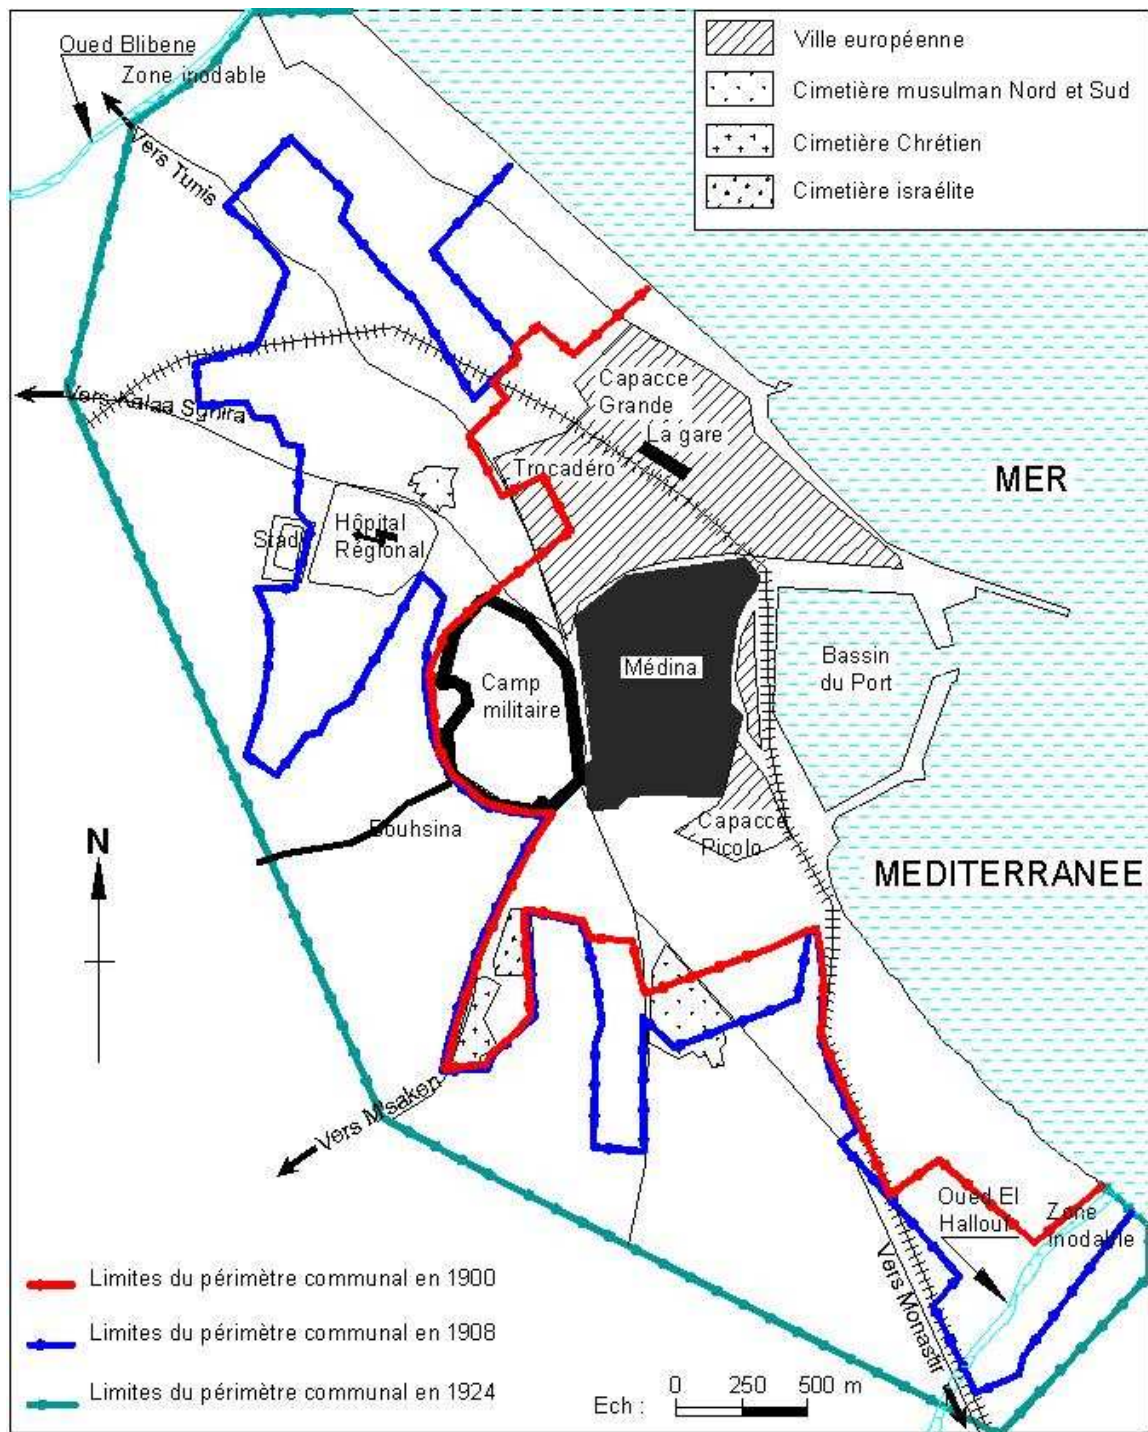 Oued Blibene
Zone inodable
Vers Tunis
Ville européenne
Cimetière musulman Nord et Sud
Cimetière Chrétien
Cimetière israélite
Vers Kalaa Sghira
Capacce
Grande
La gare
Trocadéro
MER
Stade
Hôpital
Régional
Médina
Camp
militaire
Bassin
du Port
Bouhsina
Capacce
Picolo
N
MEDITERRANEE
Vers M'saken
Oued El
Hallouf
Zone
inodable
Vers Monastir
Limites du périmètre communal en 1900
Limites du périmètre communal en 1908
Limites du périmètre communal en 1924
Ech :
0 250 500 m